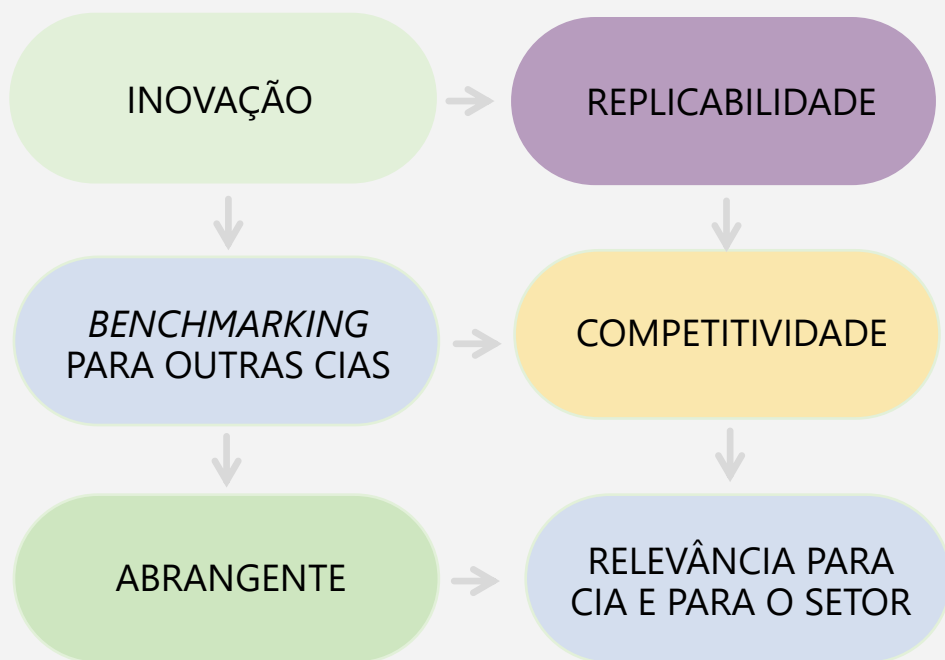 INOVAÇÃO
REPLICABILIDADE
BENCHMARKING
PARA OUTRAS CIAS
COMPETITIVIDADE
ABRANGENTE
RELEVÂNCIA PARA
CIA E PARA O SETOR